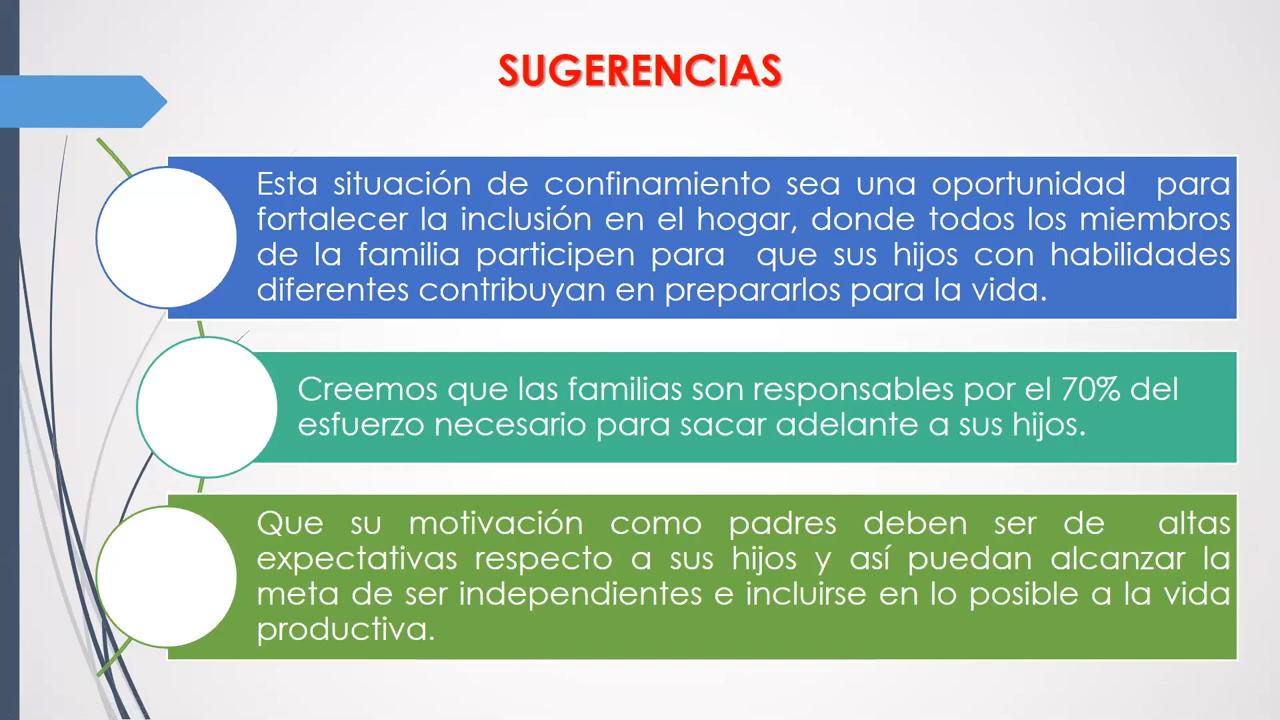 SUGERENCIAS
Esta situación de confinamiento sea una oportunidad para
fortalecer la inclusión en el hogar, donde todos los miembros
de la familia participen para que sus hijos con habilidades
diferentes contribuyan en prepararlos para la vida.
Creemos que las familias son responsables por el 70% del
esfuerzo necesario para sacar adelante a sus hijos.
Que su motivación como padres deben ser de altas
expectativas respecto a sus hijos y así puedan alcanzar la
meta de ser independientes e incluirse en lo posible a la vida
productiva.